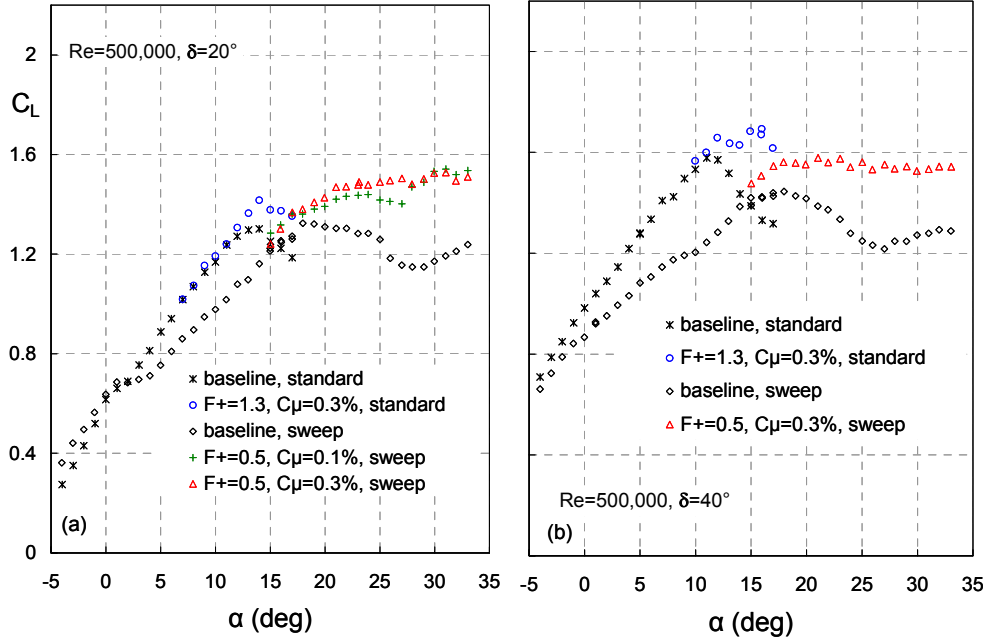 2
Re=500,000, δ=20°
C_L
1.6
1.2
0.8
0.4
0
baseline, standard
F+=1.3, Cμ=0.3%, standard
baseline, sweep
F+=0.5, Cμ=0.1%, sweep
F+=0.5, Cμ=0.3%, sweep
(a)
-5 0 5 10 15 20 25 30 35
α (deg)
baseline, standard
F+=1.3, Cμ=0.3%, standard
baseline, sweep
F+=0.5, Cμ=0.3%, sweep
Re=500,000, δ=40°
(b)
-5 0 5 10 15 20 25 30 35
α (deg)